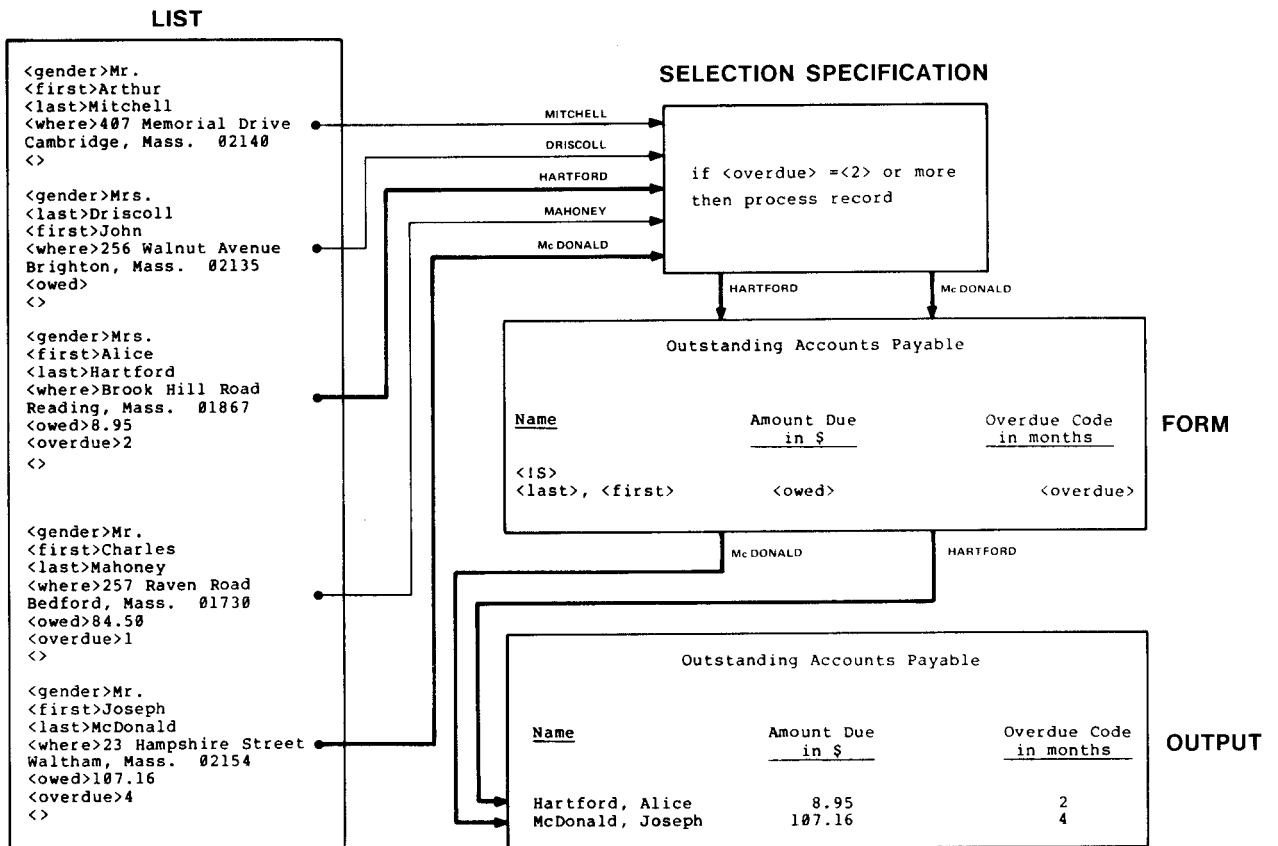 LIST
<gender>Mr.
<first>Arthur
<last>Mitchell
<where>407 Memorial Drive
Cambridge, Mass. 02140
<>
<gender>Mrs.
<last>Driscoll
<first>John
<where>256 Walnut Avenue
Brighton, Mass. 02135
<owed>
<>
<gender>Mrs.
<first>Alice
<last>Hartford
<where>Brook Hill Road
Reading, Mass. 01867
<owed>8.95
<overdue>2
<>
<gender>Mr.
<first>Charles
<last>Mahoney
<where>257 Raven Road
Bedford, Mass. 01730
<owed>84.50
<overdue>1
<>
<gender>Mr.
<first>Joseph
<last>McDonald
<where>23 Hampshire Street
Waltham, Mass. 02154
<owed>107.16
<overdue>4
<>
MITCHELL
DRISCOLL
HARTFORD
MAHONEY
McDONALD
SELECTION SPECIFICATION
if <overdue> =<2> or more
then process record
HARTFORD
McDONALD
Outstanding Accounts Payable
Name Amount Due Overdue Code
in $ in months
<!S>
<last>, <first> <owed> <overdue>
FORM
McDONALD
HARTFORD
Outstanding Accounts Payable
Name Amount Due Overdue Code
in $ in months
Hartford, Alice 8.95 2
McDonald, Joseph 107.16 4
OUTPUT